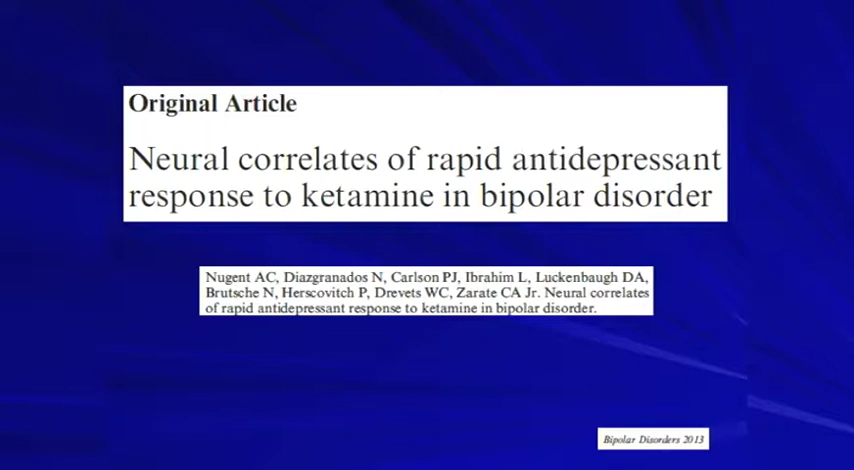 Original Article
Neural correlates of rapid antidepressant
response to ketamine in bipolar disorder
Nugent AC, Diazgranados N, Carlson PJ, Ibrahim L, Luckenbaugh DA,
Brutsche N, Herscovitch P, Drevets WC, Zarate CA Jr. Neural correlates
of rapid antidepressant response to ketamine in bipolar disorder.
Bipolar Disorders 2013